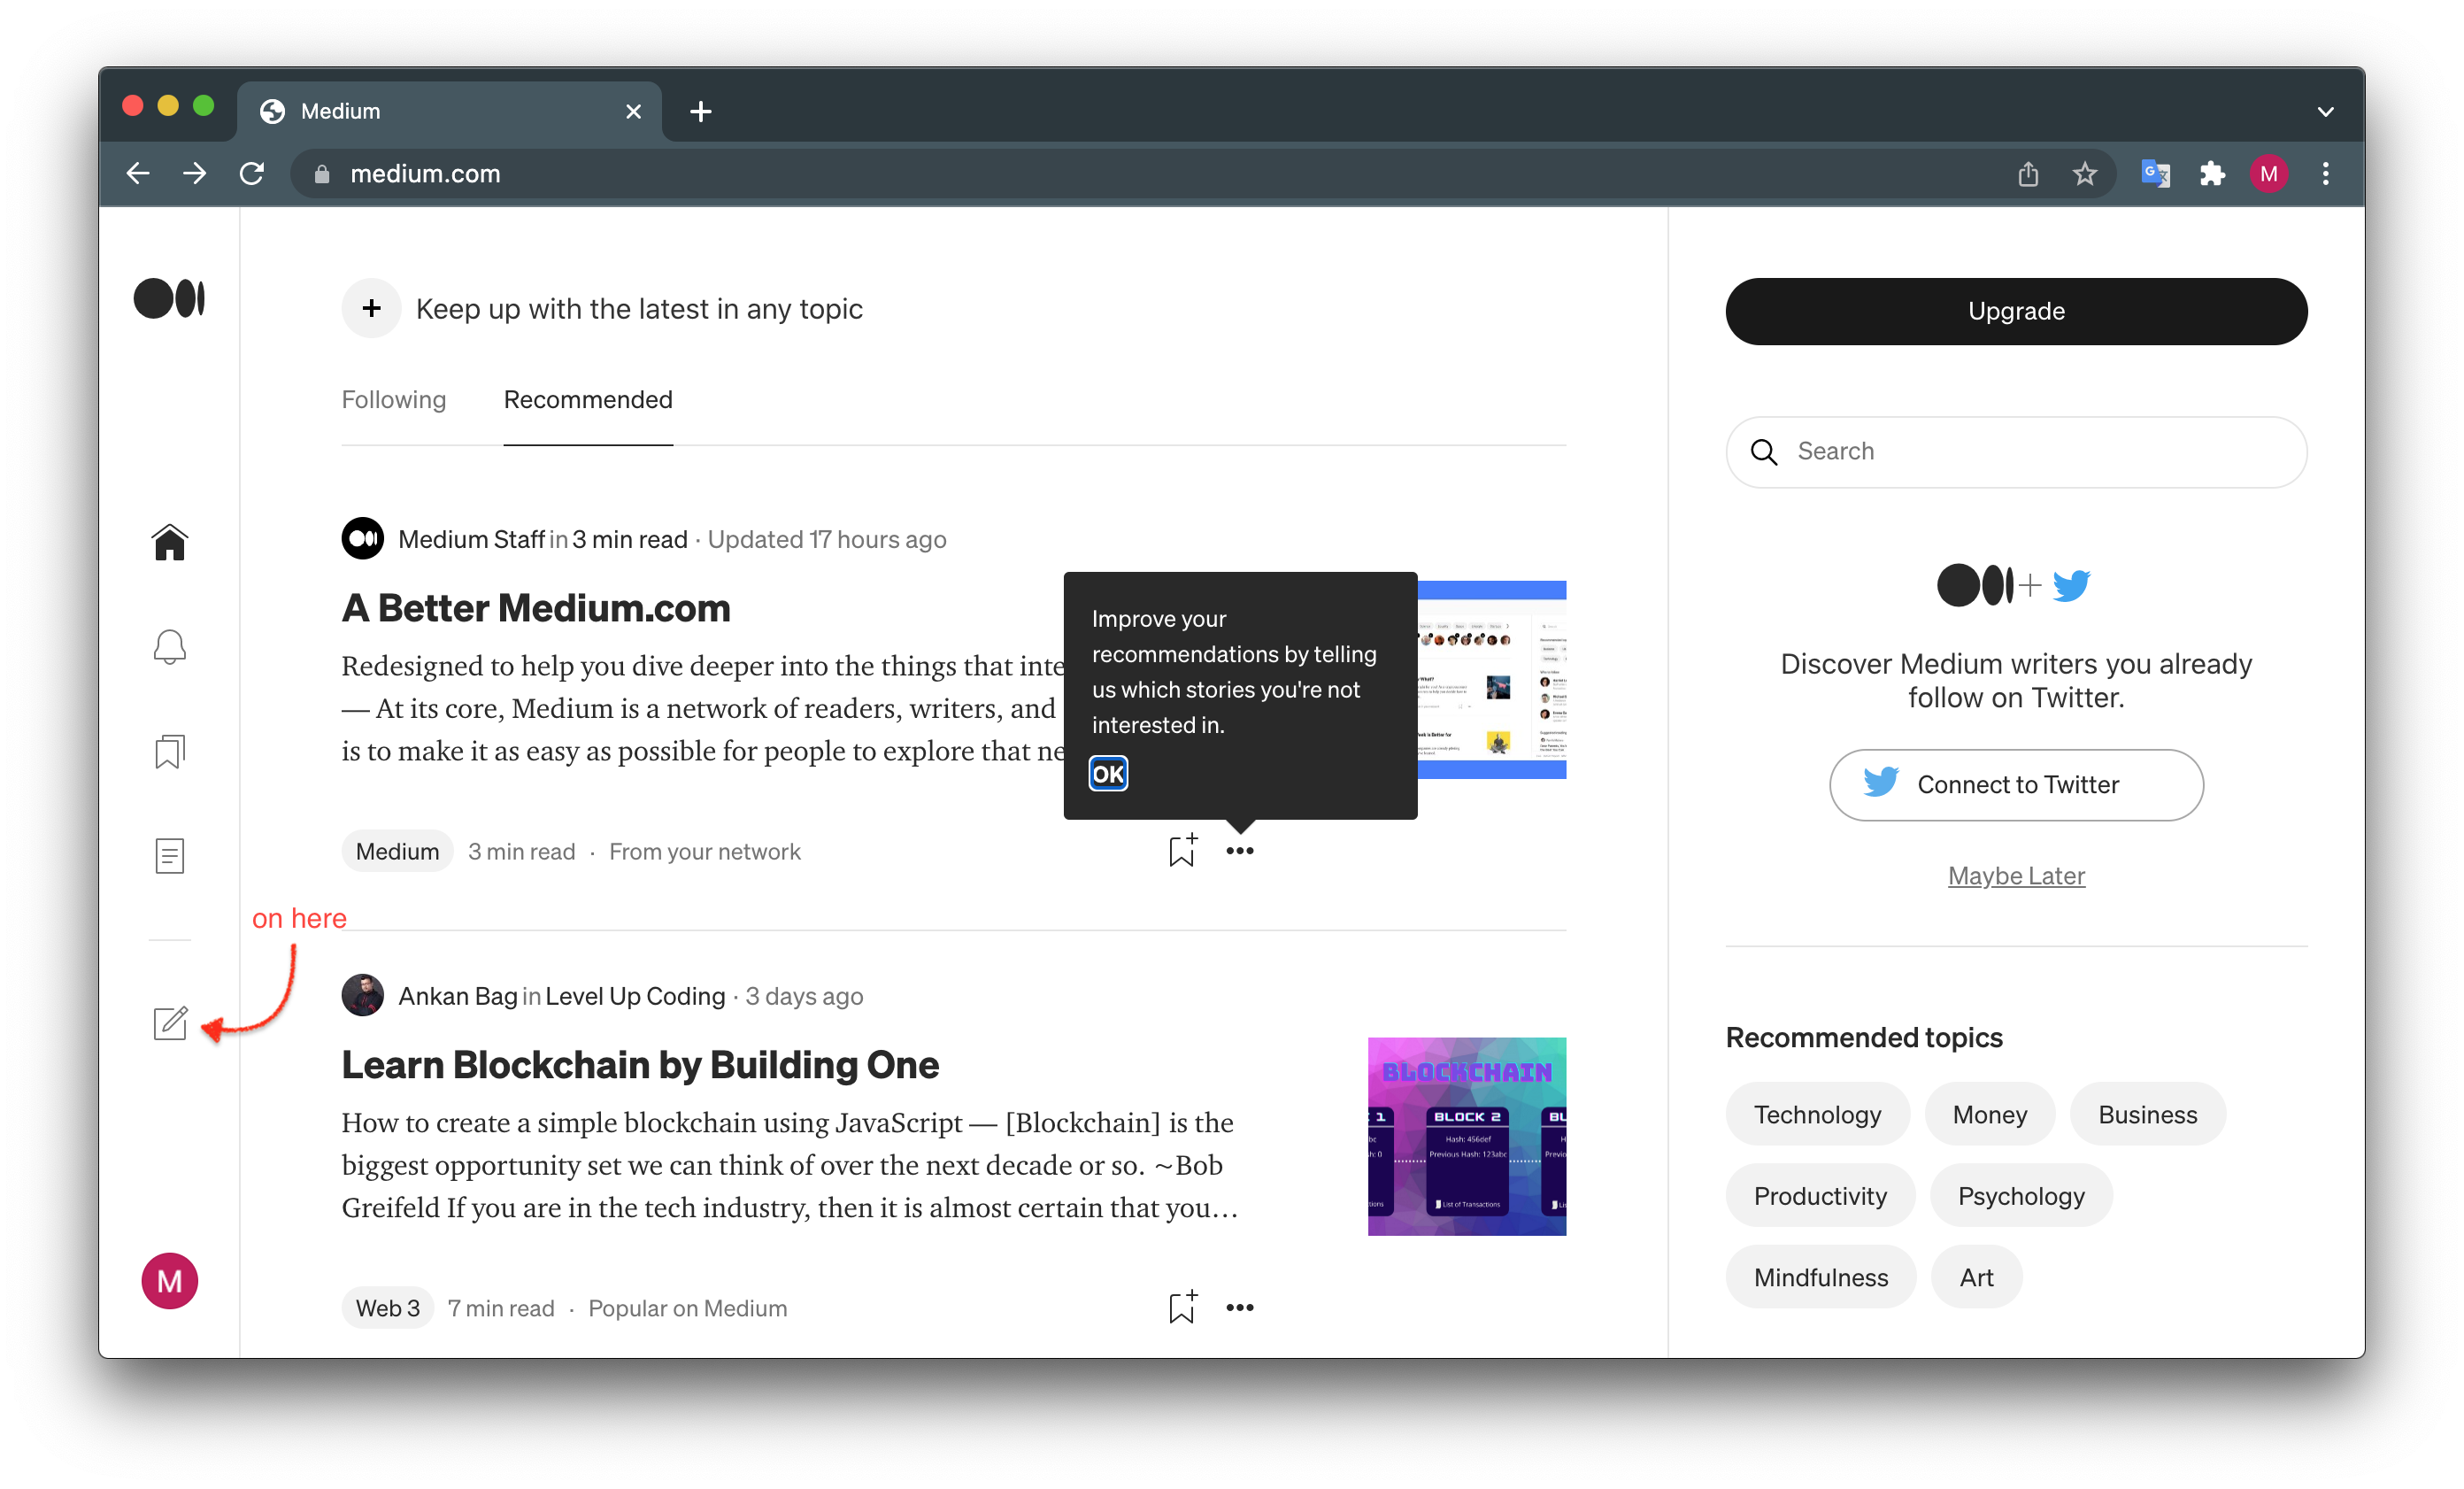 Medium
medium.com
M
Keep up with the latest in any topic
Upgrade
Following Recommended
Search
Medium Staff in 3 min read · Updated 17 hours ago
A Better Medium.com
Redesigned to help you dive deeper into the things that inte
— At its core, Medium is a network of readers, writers, and
is to make it as easy as possible for people to explore that ne
Improve your
recommendations by telling
us which stories you're not
interested in.
OK
Medium 3 min read · From your network
Discover Medium writers you already
follow on Twitter.
Connect to Twitter
Maybe Later
on here
Ankan Bag in Level Up Coding · 3 days ago
Learn Blockchain by Building One
How to create a simple blockchain using JavaScript — [Blockchain] is the
biggest opportunity set we can think of over the next decade or so. ~Bob
Greifeld If you are in the tech industry, then it is almost certain that you…
BLOCKCHAIN
BLOCK 2
Hash: 456def
Previous Hash: 123abc
List of Transactions
Web 3 7 min read · Popular on Medium
M
Recommended topics
Technology Money Business
Productivity Psychology
Mindfulness Art